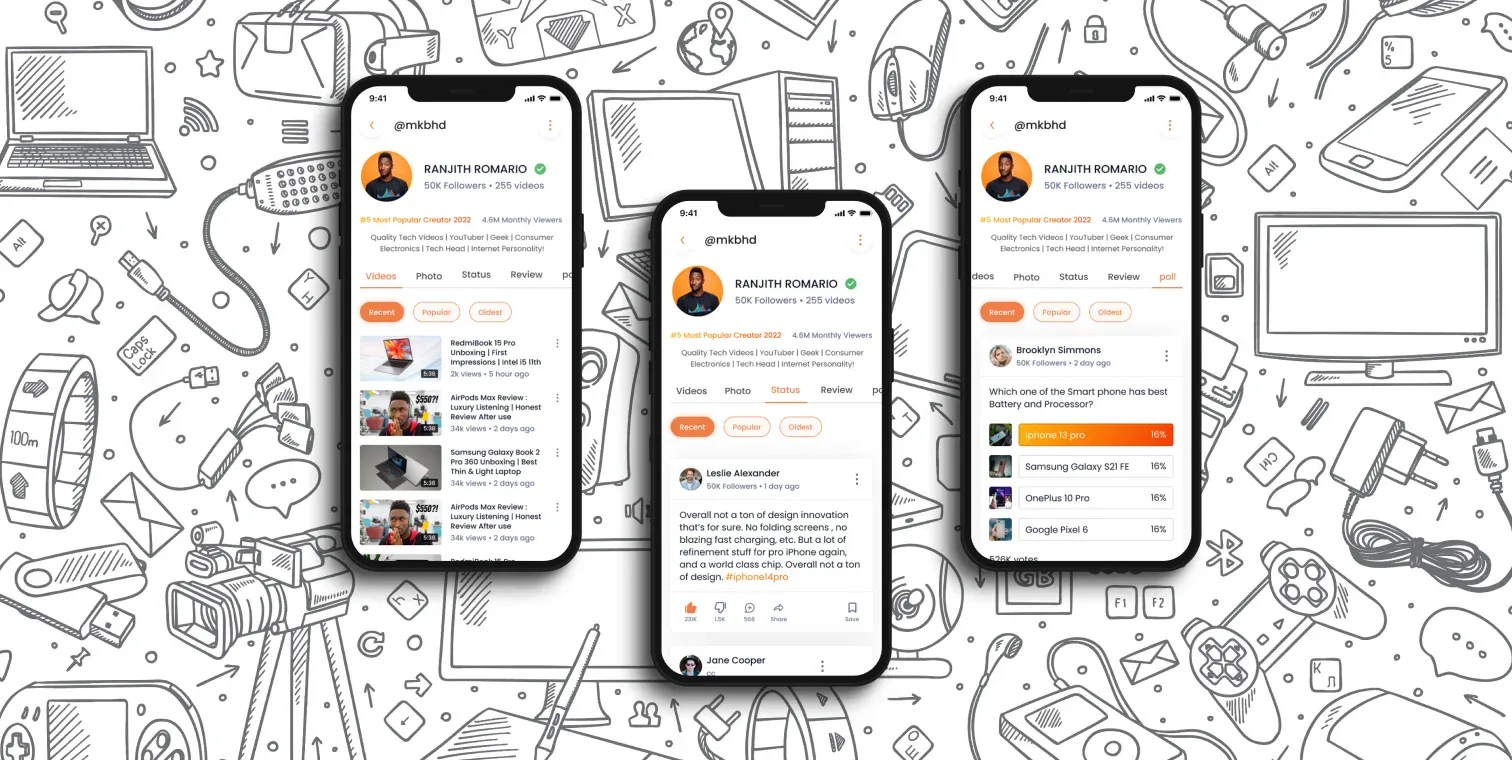 9:41
@mkbhd
RANJITH ROMARIO
50K Followers • 255 videos
#5 Most Popular Creator 2022 4.6M Monthly Viewers
Quality Tech Videos | YouTuber | Geek | Consumer
Electronics | Tech Head | Internet Personality!
Videos Photo Status Review po
Recent Popular Oldest
RedmiBook 15 Pro
Unboxing | First
Impressions | Intel i5 11th
2k views • 5 hour ago
5:38
AirPods Max Review :
Luxury Listening | Honest
Review After use
34k views • 2 days ago
$550?!
5:38
Samsung Galaxy Book 2
Pro 360 Unboxing | Best
Thin & Light Laptop
34k views • 2 days ago
5:38
AirPods Max Review :
Luxury Listening | Honest
Review After use
34k views • 2 days ago
$550?!
5:38
RedmiBook 15 Pro
9:41
@mkbhd
RANJITH ROMARIO
50K Followers • 255 videos
#5 Most Popular Creator 2022 4.6M Monthly Viewers
Quality Tech Videos | YouTuber | Geek | Consumer
Electronics | Tech Head | Internet Personality!
Videos Photo Status Review po
Recent Popular Oldest
Leslie Alexander
50K Followers • 1 day ago
Overall not a ton of design innovation
that's for sure. No folding screens , no
blazing fast charging, etc. But a lot of
refinement stuff for pro iPhone again,
and a world class chip. Overall not a ton
of design. #iphone14pro
231K 1.5K 568 Share Save
Jane Cooper
9:41
@mkbhd
RANJITH ROMARIO
50K Followers • 255 videos
#5 Most Popular Creator 2022 4.6M Monthly Viewers
Quality Tech Videos | YouTuber | Geek | Consumer
Electronics | Tech Head | Internet Personality!
deos Photo Status Review poll
Recent Popular Oldest
Brooklyn Simmons
50K Followers • 2 day ago
Which one of the Smart phone has best
Battery and Processor?
iphone 13 pro 16%
Samsung Galaxy S21 FE 16%
OnePlus 10 Pro 16%
Google Pixel 6 16%
526K votes
X
Y
%
5
Alt
Alt
Caps
Lock
100m
Ctrl
GB
F1 F2
К
Л